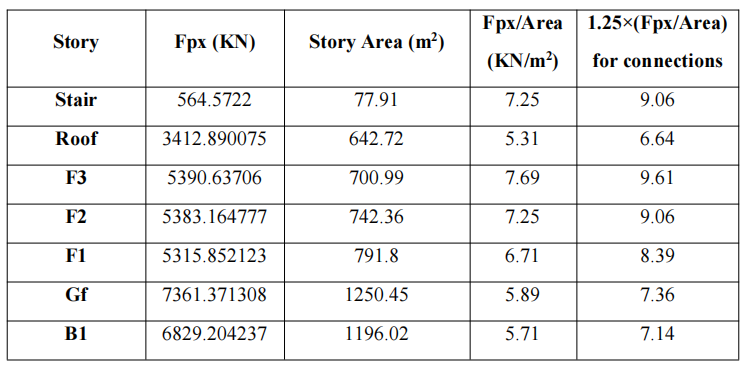 Story Fpx (KN) Story Area (m²) Fpx/Area (KN/m²) 1.25×(Fpx/Area) for connections
Stair 564.5722 77.91 7.25 9.06
Roof 3412.890075 642.72 5.31 6.64
F3 5390.63706 700.99 7.69 9.61
F2 5383.164777 742.36 7.25 9.06
F1 5315.852123 791.8 6.71 8.39
Gf 7361.371308 1250.45 5.89 7.36
B1 6829.204237 1196.02 5.71 7.14